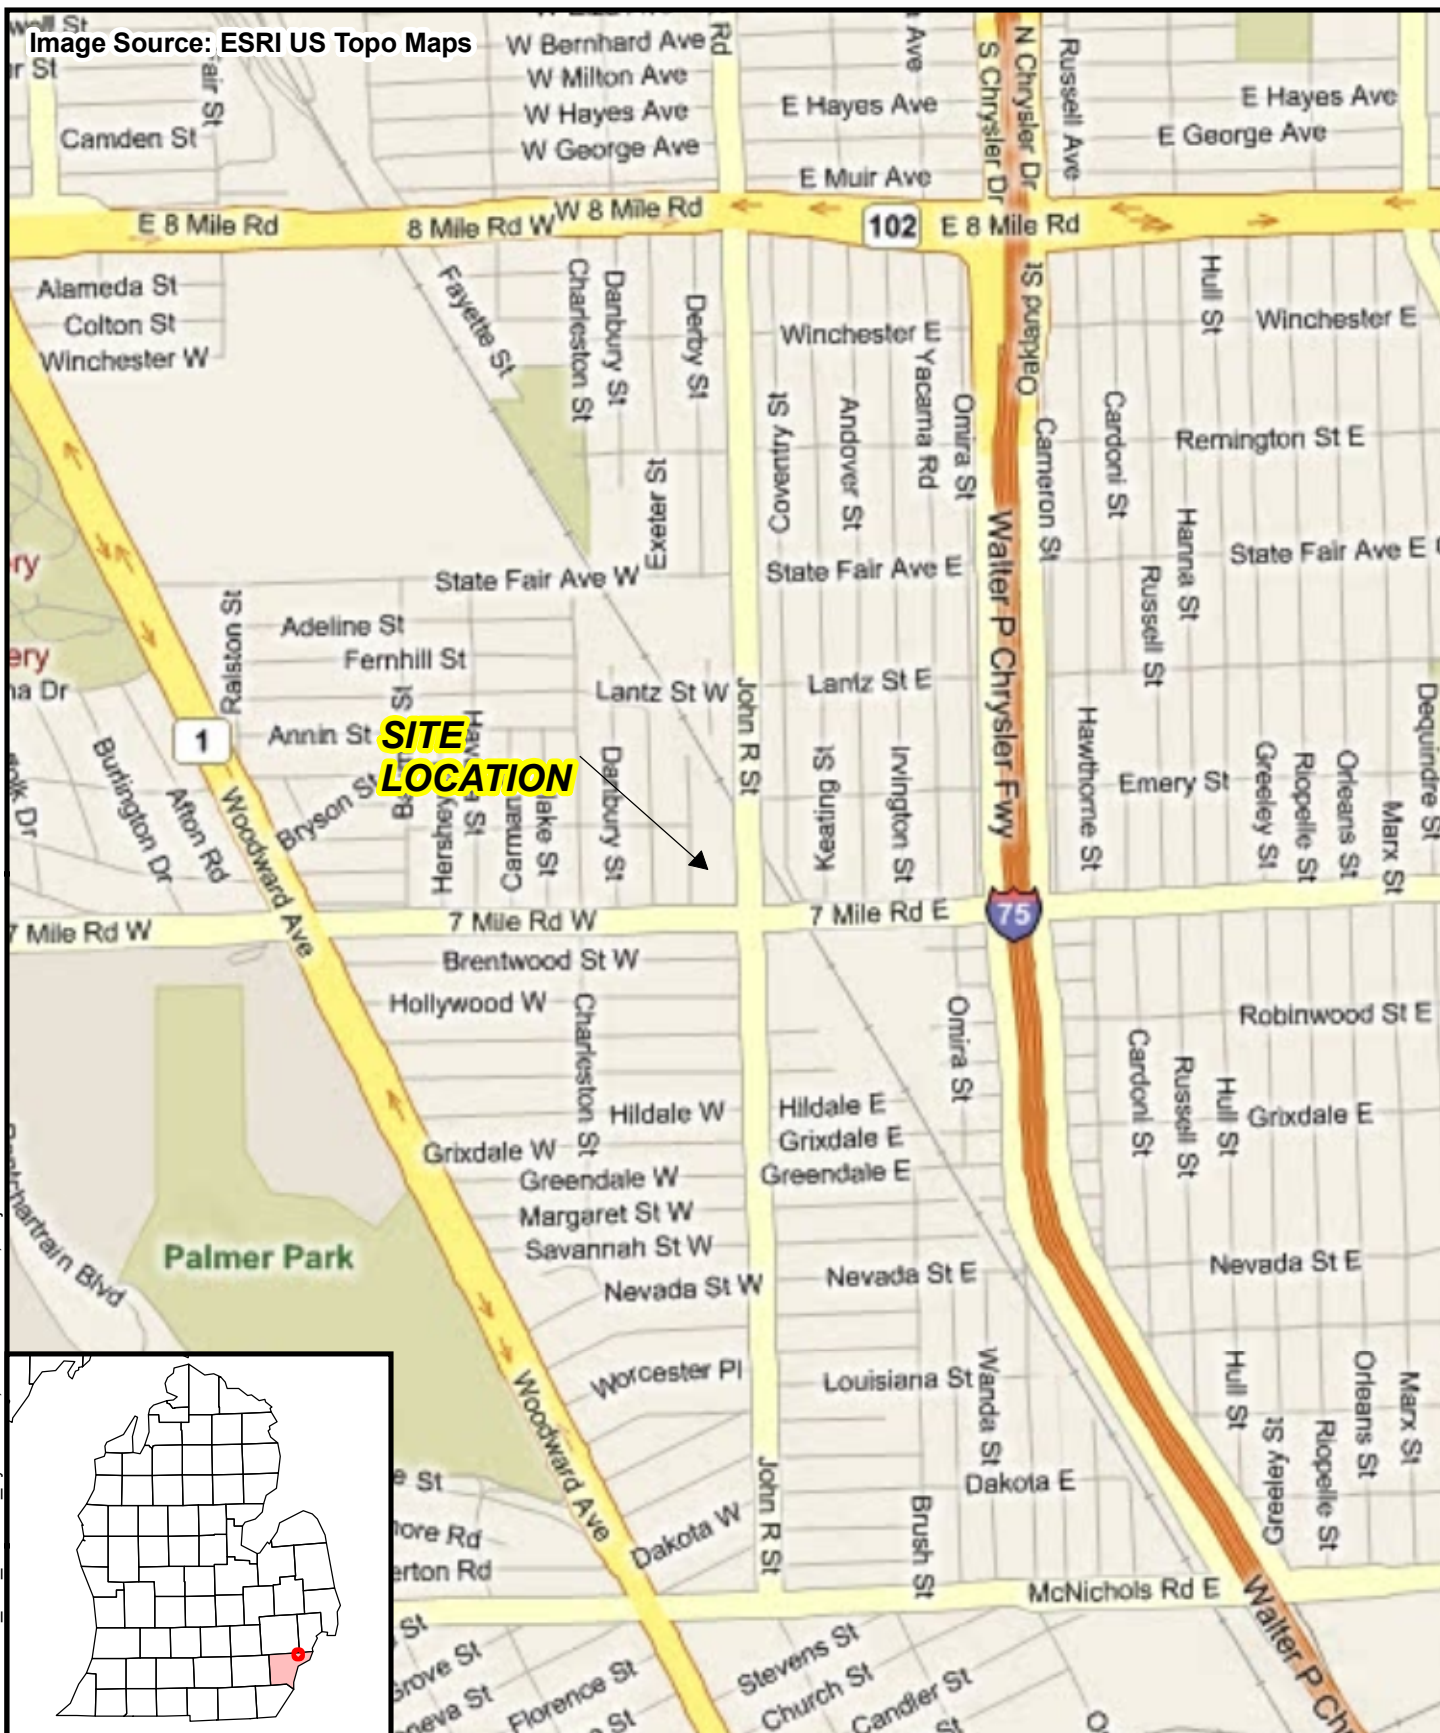 Image Source: ESRI US Topo Maps
W Bernhard Ave
W Milton Ave
W Hayes Ave
W George Ave
Rd
Ave
S Chrysler Dr
N Chrysler Dr
Russell Ave
E Hayes Ave
E Hayes Ave
E George Ave
E Muir Ave
Camden St
E 8 Mile Rd
8 Mile Rd W
W 8 Mile Rd
102
E 8 Mile Rd
Alameda St
Colton St
Winchester W
Fayette St
Charleston St
Danbury St
Derby St
Exeter St
Winchester E
Coventry St
Andover St
Yacama Rd
Omira St
Oakland St
Cameron St
Cardoni St
Hull St
Winchester E
Remington St E
Hanna St
Russell St
State Fair Ave W
State Fair Ave E
State Fair Ave E
Walter P Chrysler Fwy
Ralston St
Adeline St
Fernhill St
Lantz St W
Lantz St E
John R St
Annin St
SITE
LOCATION
1
Burlington Dr
Afton Rd
Bryson St
Hershey
Danbury St
Keating St
Irvington St
Hawthorne St
Emery St
Greeley St
Riopelle St
Orleans St
Marx St
Dequindre St
Woodward Ave
7 Mile Rd W
7 Mile Rd W
7 Mile Rd E
75
Brentwood St W
Hollywood W
Charleston St
Omira St
Robinwood St E
Cardoni St
Russell St
Hull St
Hildale W
Hildale E
Grixdale W
Grixdale E
Grixdale E
Greendale W
Greendale E
Margaret St W
Savannah St W
Nevada St W
Nevada St E
Nevada St E
Palmer Park
Worcester Pl
Louisiana St
Wanda St
Hull St
Greeley St
Riopelle St
Orleans St
Marx St
Woodward Ave
John R St
Dakota W
Dakota E
Brush St
McNichols Rd E
Walter P Ch
Stevens St
Church St
Candler St
Florence St